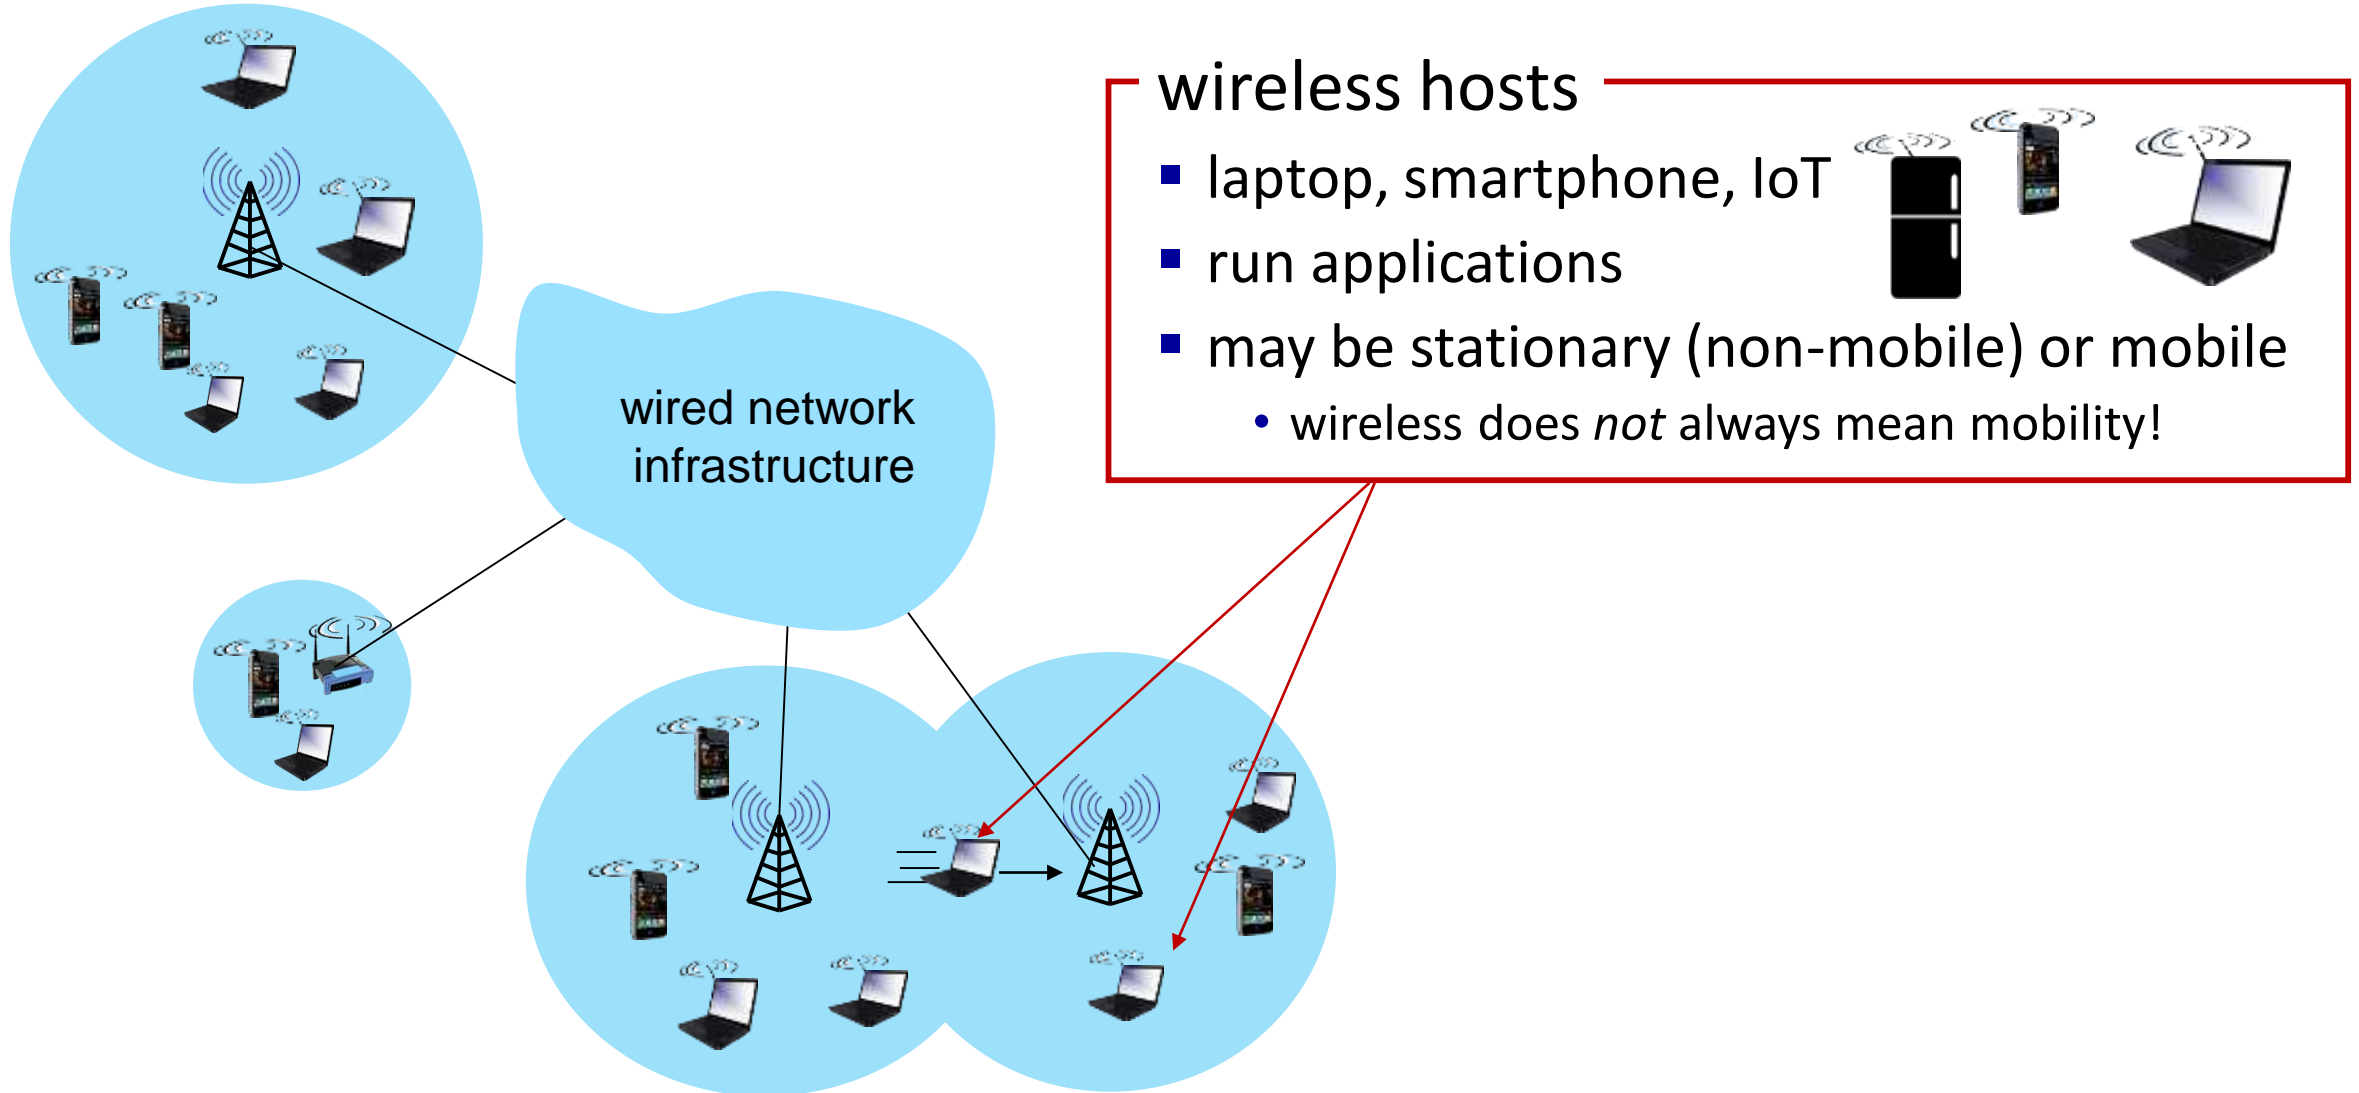 wireless hosts
▪ laptop, smartphone, IoT
▪ run applications
▪ may be stationary (non-mobile) or mobile
• wireless does not always mean mobility!
wired network
infrastructure